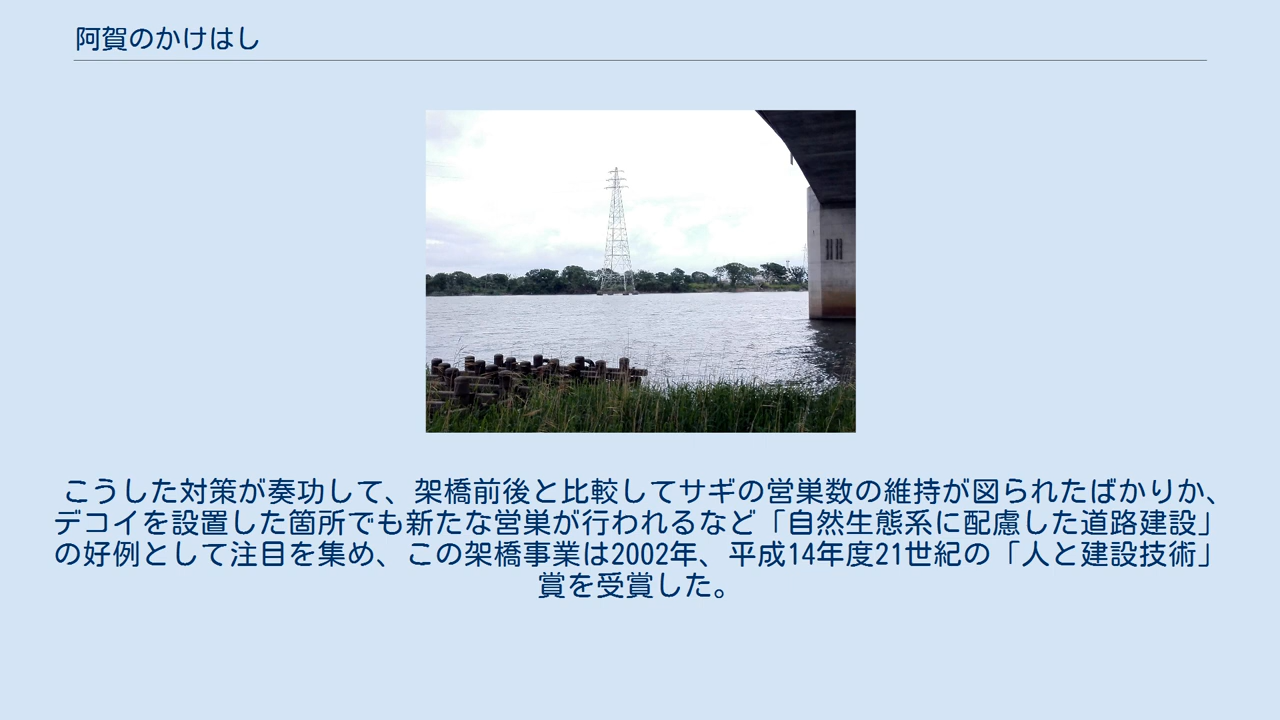 阿賀のかけはし
こうした対策が奏功して、架橋前後と比較してサギの営巣数の維持が図られたばかりか、
デコイを設置した箇所でも新たな営巣が行われるなど「自然生態系に配慮した道路建設」
の好例として注目を集め、この架橋事業は2002年、平成14年度21世紀の「人と建設技術」
賞を受賞した。